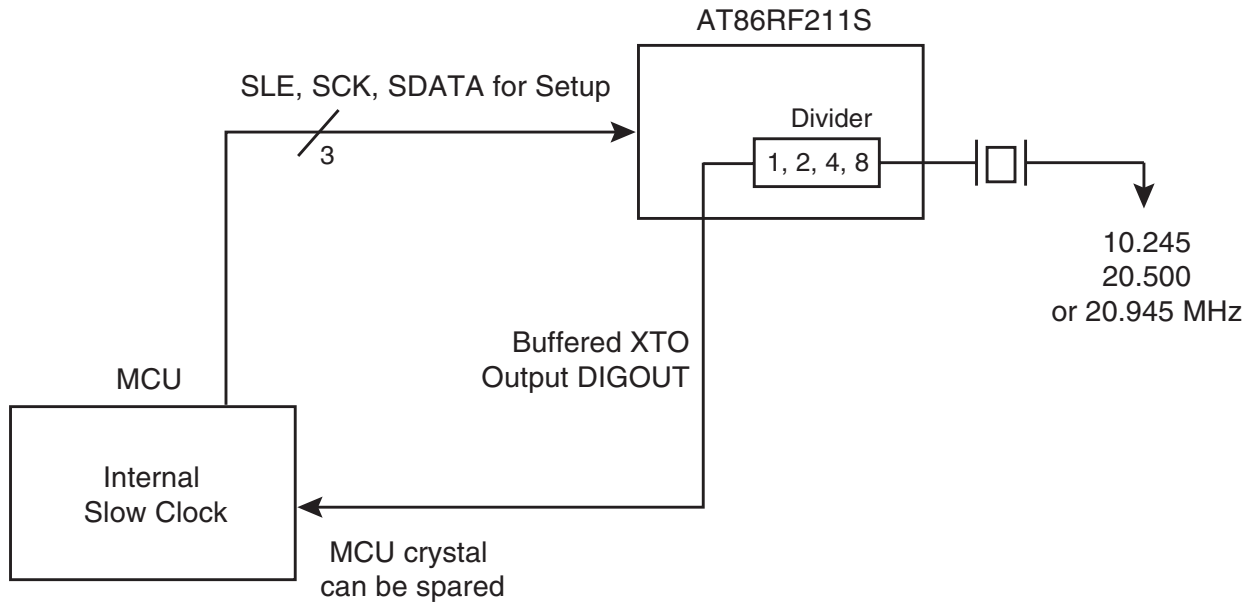 AT86RF211S
SLE, SCK, SDATA for Setup
3
Divider
1, 2, 4, 8
10.245
20.500
or 20.945 MHz
Buffered XTO
Output DIGOUT
MCU
Internal
Slow Clock
MCU crystal
can be spared